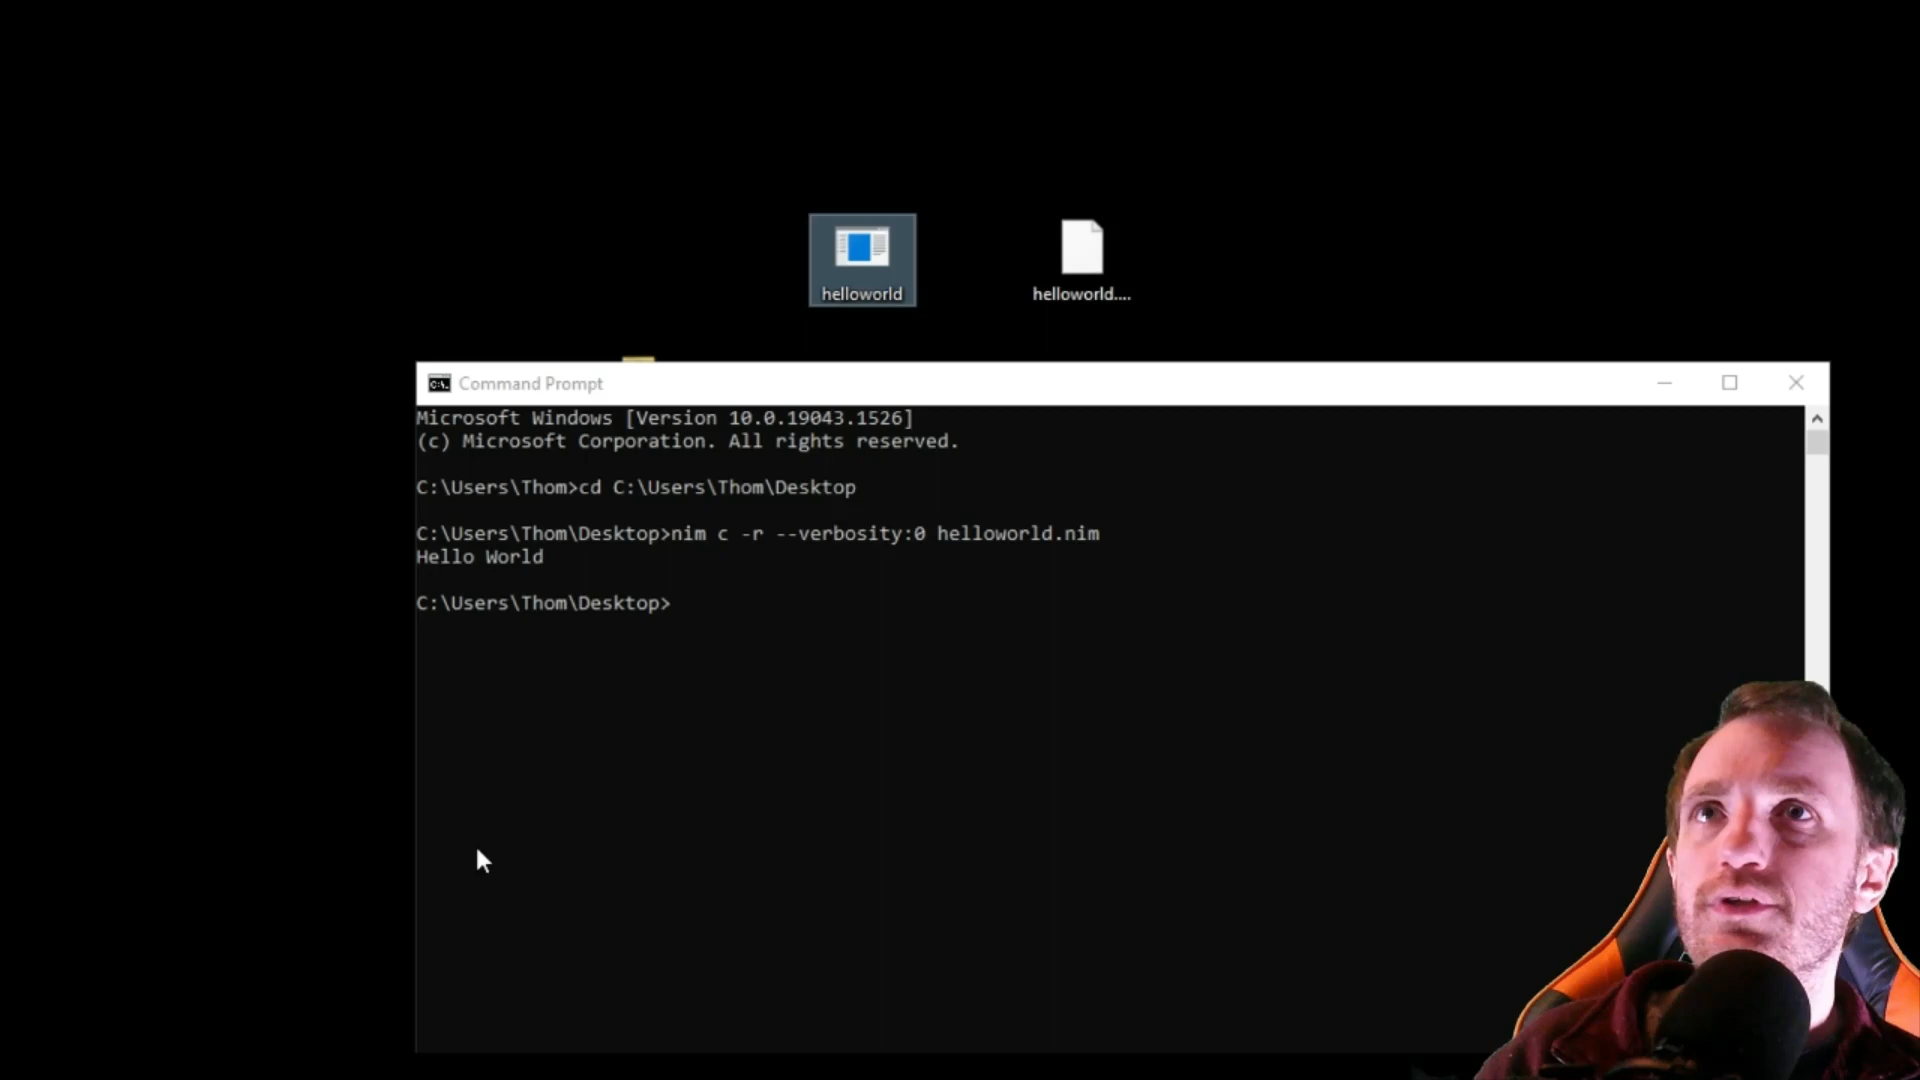 helloworld
helloworld....
Command Prompt
Microsoft Windows [Version 10.0.19043.1526]
(c) Microsoft Corporation. All rights reserved.
C:\Users\Thom>cd C:\Users\Thom\Desktop
C:\Users\Thom\Desktop>nim c -r --verbosity:0 helloworld.nim
Hello World
C:\Users\Thom\Desktop>